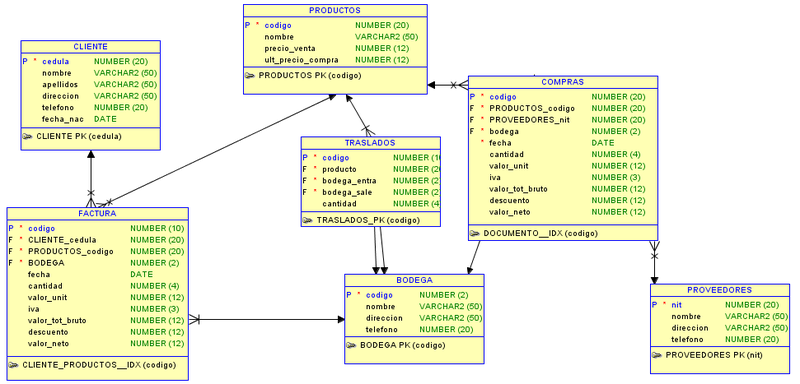 PRODUCTOS
P * codigo NUMBER (20)
nombre VARCHAR2 (50)
precio_venta NUMBER (12)
ult_precio_compra NUMBER (12)
PRODUCTOS PK (codigo)
CLIENTE
P * cedula NUMBER (20)
nombre VARCHAR2 (50)
apellidos VARCHAR2 (50)
direccion VARCHAR2 (50)
telefono NUMBER (20)
fecha_nac DATE
CLIENTE PK (cedula)
COMPRAS
P * codigo NUMBER (20)
F * PRODUCTOS_codigo NUMBER (20)
F * PROVEEDORES_nit NUMBER (20)
F * bodega NUMBER (2)
* fecha DATE
cantidad NUMBER (4)
valor_unit NUMBER (12)
iva NUMBER (3)
valor_tot_bruto NUMBER (12)
descuento NUMBER (12)
valor_neto NUMBER (12)
DOCUMENTO__IDX (codigo)
TRASLADOS
P * codigo NUMBER (10
F * producto NUMBER (20
F * bodega_entra NUMBER (2
F * bodega_sale NUMBER (2
cantidad NUMBER (4
TRASLADOS_PK (codigo)
FACTURA
P * codigo NUMBER (10)
F * CLIENTE_cedula NUMBER (20)
F * PRODUCTOS_codigo NUMBER (20)
F * BODEGA NUMBER (2)
fecha DATE
cantidad NUMBER (4)
valor_unit NUMBER (12)
iva NUMBER (3)
valor_tot_bruto NUMBER (12)
descuento NUMBER (12)
valor_neto NUMBER (12)
CLIENTE_PRODUCTOS__IDX (codigo)
BODEGA
P * codigo NUMBER (2)
nombre VARCHAR2 (50)
direccion VARCHAR2 (50)
telefono NUMBER (20)
BODEGA PK (codigo)
PROVEEDORES
P * nit NUMBER (20)
nombre VARCHAR2 (50)
direccion VARCHAR2 (50)
telefono NUMBER (20)
PROVEEDORES PK (nit)